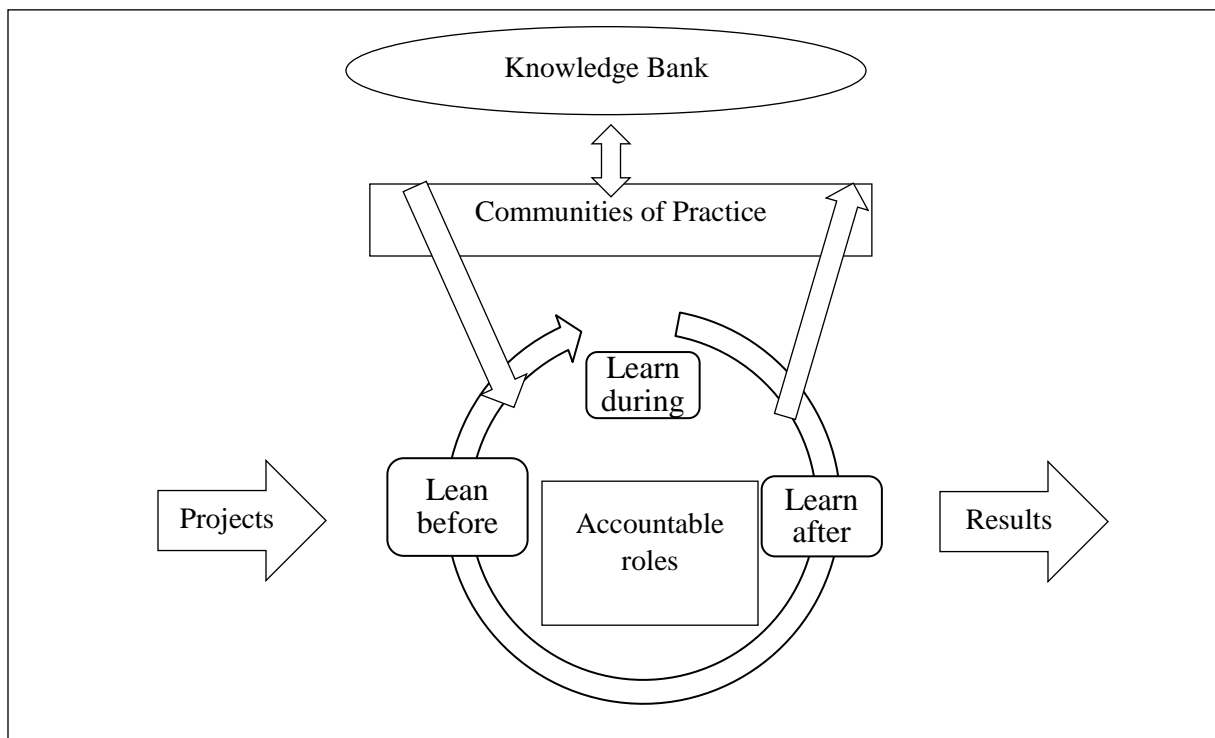 Knowledge Bank
Communities of Practice
Learn
during
Lean
before
Accountable
roles
Learn
after
Projects
Results